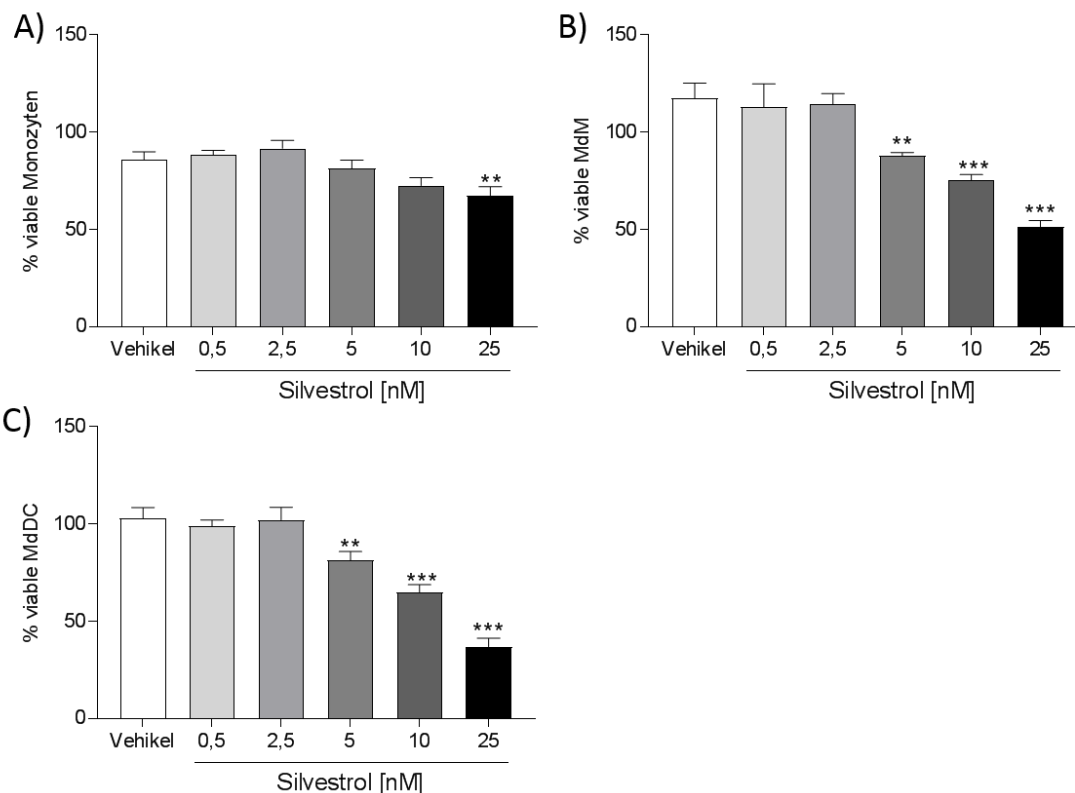 A)
% viable Monozyten
150
100
50
0
**
Vehikel 0,5 2,5 5 10 25
Silvestrol [nM]
B)
% viable MdM
150
100
50
0
**
***
***
Vehikel 0,5 2,5 5 10 25
Silvestrol [nM]
C)
% viable MdDC
150
100
50
0
**
***
***
Vehikel 0,5 2,5 5 10 25
Silvestrol [nM]